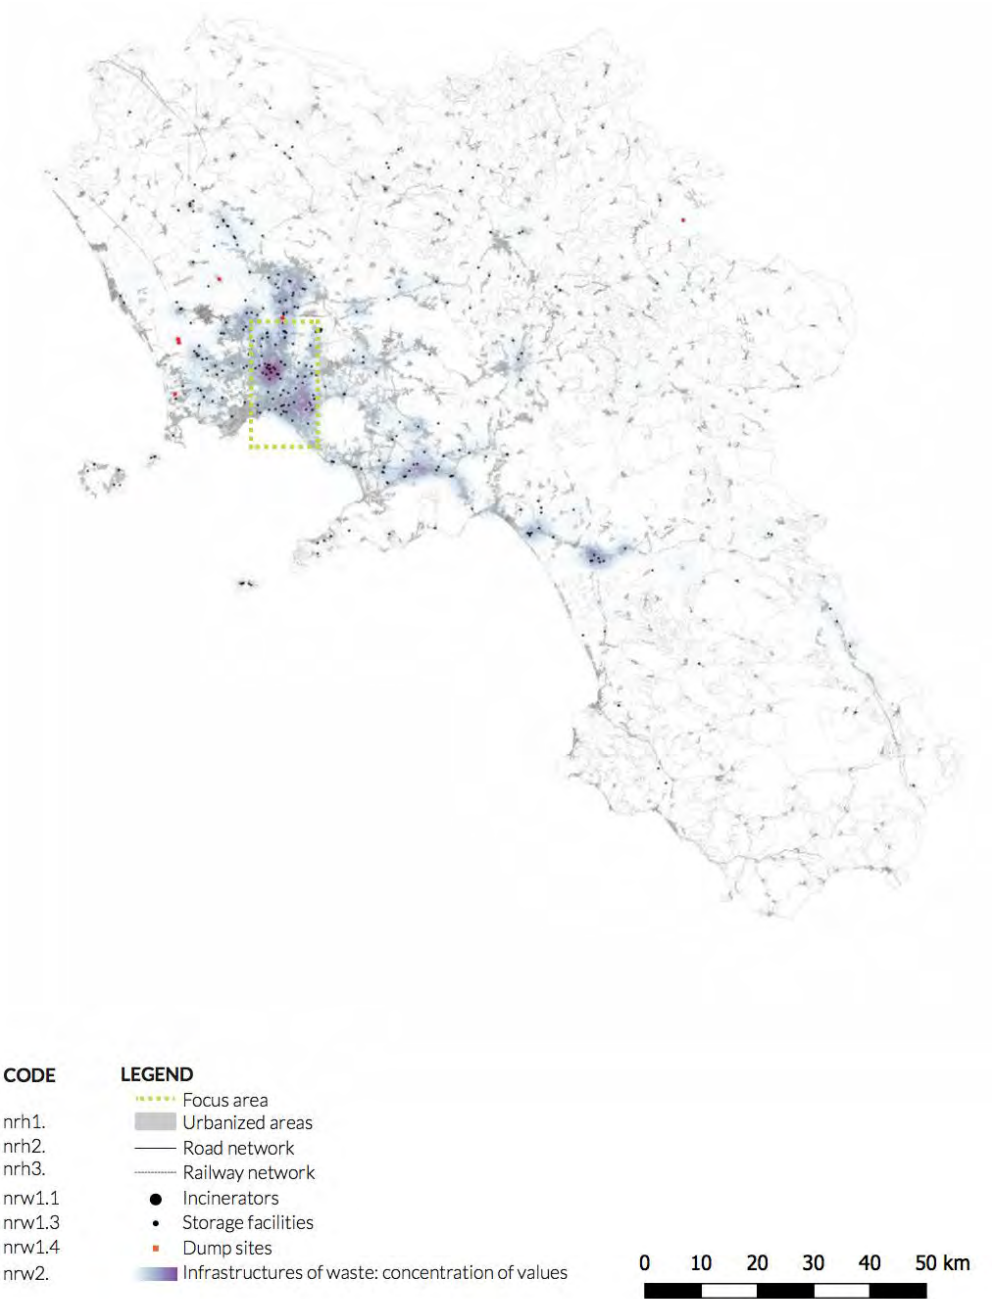 CODE LEGEND
Focus area
nrh1. Urbanized areas
nrh2. Road network
nrh3. Railway network
nrw1.1 Incinerators
nrw1.3 Storage facilities
nrw1.4 Dump sites
nrw2. Infrastructures of waste: concentration of values
0 10 20 30 40 50 km